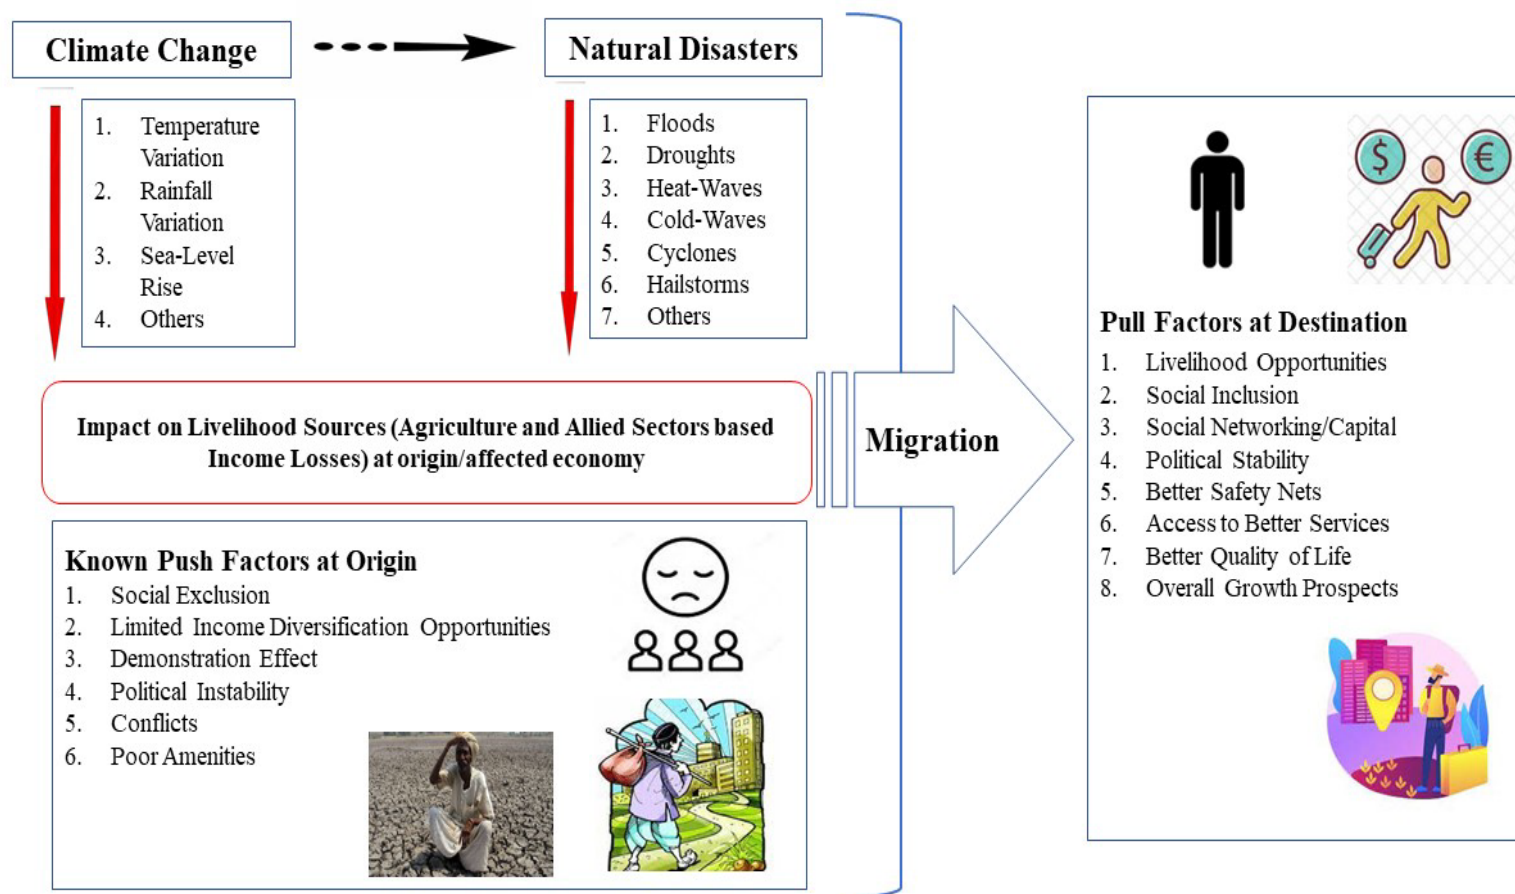 Climate Change
Natural Disasters
1. Temperature
Variation
2. Rainfall
Variation
3. Sea-Level
Rise
4. Others
1. Floods
2. Droughts
3. Heat-Waves
4. Cold-Waves
5. Cyclones
6. Hailstorms
7. Others
Impact on Livelihood Sources (Agriculture and Allied Sectors based
Income Losses) at origin/affected economy
Known Push Factors at Origin
1. Social Exclusion
2. Limited Income Diversification Opportunities
3. Demonstration Effect
4. Political Instability
5. Conflicts
6. Poor Amenities
Migration
$ €
Pull Factors at Destination
1. Livelihood Opportunities
2. Social Inclusion
3. Social Networking/Capital
4. Political Stability
5. Better Safety Nets
6. Access to Better Services
7. Better Quality of Life
8. Overall Growth Prospects